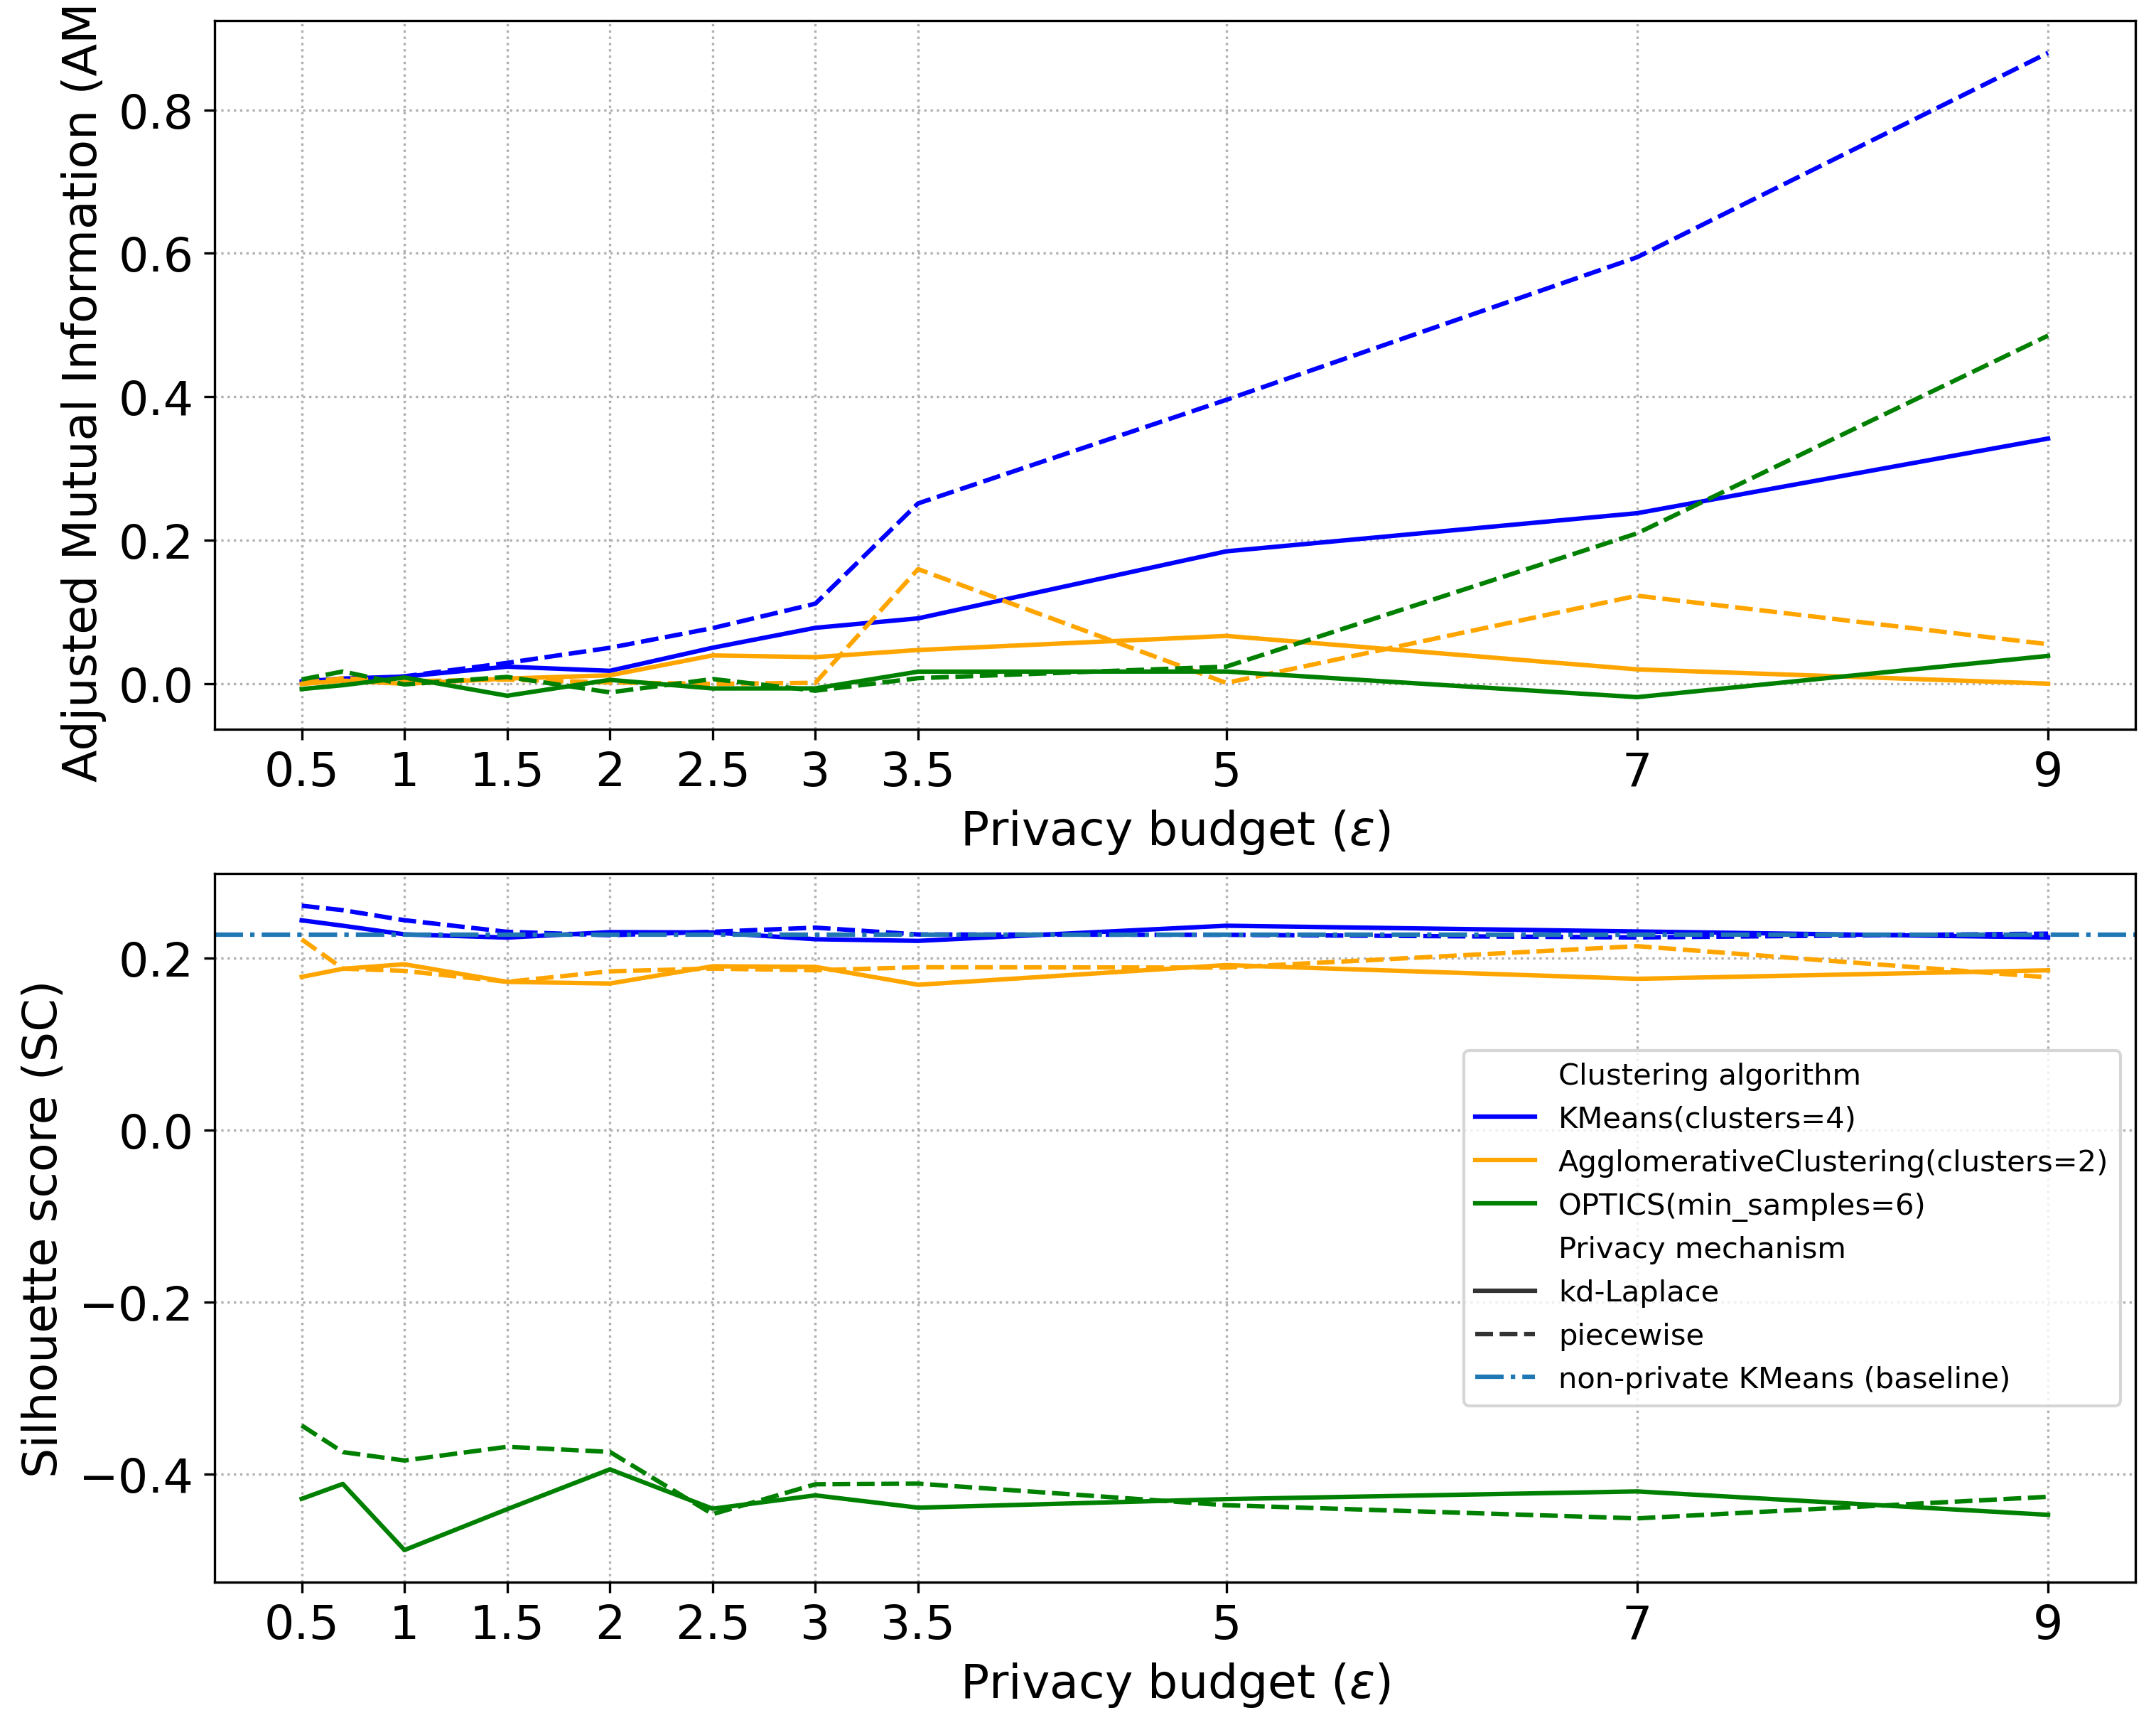 Adjusted Mutual Information (AM
0.8
0.6
0.4
0.2
0.0
0.5 1 1.5 2 2.5 3 3.5 5 7 9
Privacy budget (ε)
Silhouette score (SC)
0.2
0.0
−0.2
−0.4
Clustering algorithm
KMeans(clusters=4)
AgglomerativeClustering(clusters=2)
OPTICS(min_samples=6)
Privacy mechanism
kd-Laplace
piecewise
non-private KMeans (baseline)
0.5 1 1.5 2 2.5 3 3.5 5 7 9
Privacy budget (ε)